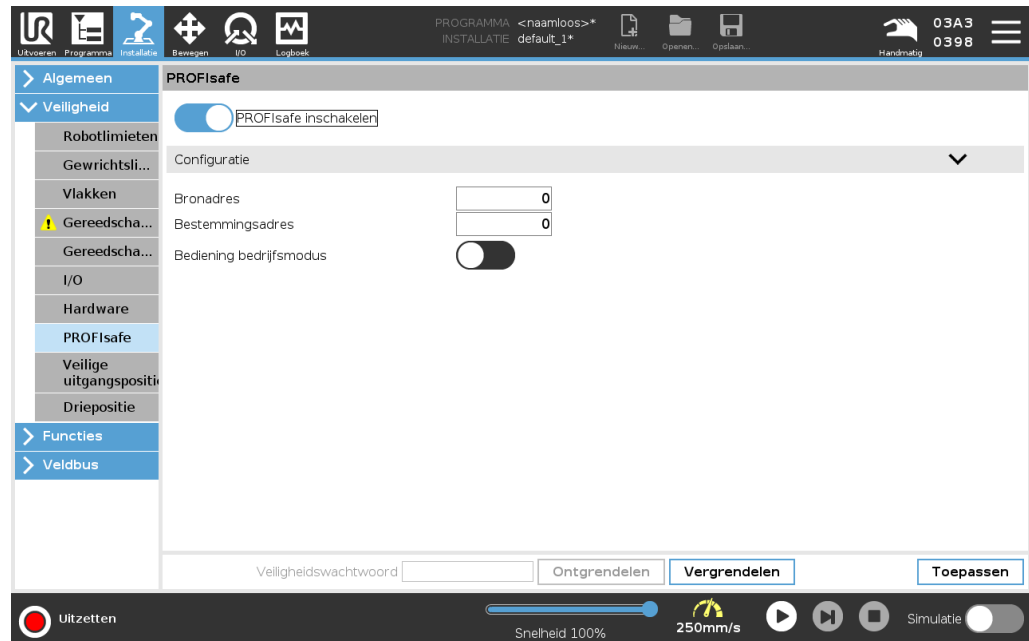 PROGRAMMA <naamloos>*
INSTALLATIE default_1*
03A3
0398
Uitvoeren Programma Installatie Bewegen I/O Logboek Nieuw... Openen... Opslaan... Handmatig
Algemeen
PROFIsafe
Veiligheid
PROFIsafe inschakelen
Robotlimieten
Gewrichtsli...
Configuratie
Vlakken
Bronadres 0
Gereedscha...
Bestemmingsadres 0
Gereedscha...
Bediening bedrijfsmodus
I/O
Hardware
PROFIsafe
Veilige
uitgangspositi
Driepositie
Functies
Veldbus
Veiligheidswachtwoord Ontgrendelen Vergrendelen Toepassen
Uitzetten
Snelheid 100%
250mm/s
Simulatie